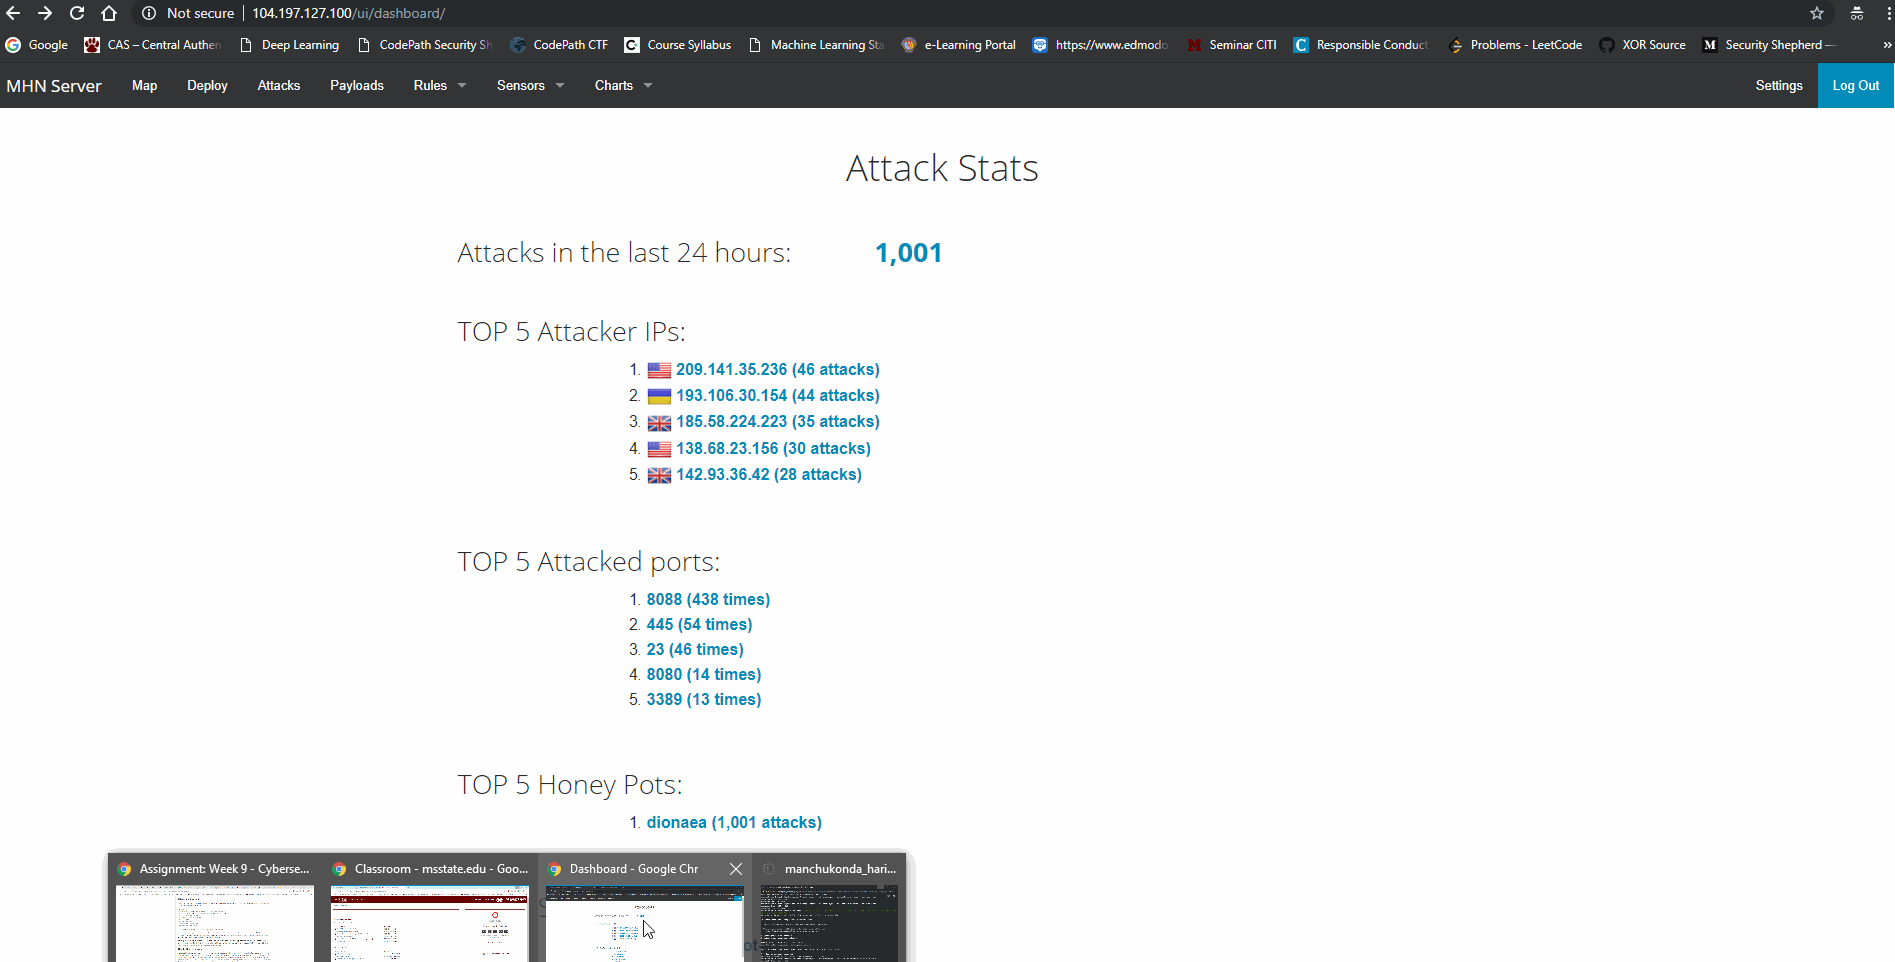 Not secure | 104.197.127.100/ui/dashboard/
Google CAS – Central Authen Deep Learning CodePath Security Sh CodePath CTF Course Syllabus Machine Learning Sta e-Learning Portal https://www.edmodo Seminar CITI Responsible Conduct Problems - LeetCode XOR Source Security Shepherd — »
MHN Server Map Deploy Attacks Payloads Rules Sensors Charts Settings Log Out
Attack Stats
Attacks in the last 24 hours: 1,001
TOP 5 Attacker IPs:
1. 209.141.35.236 (46 attacks)
2. 193.106.30.154 (44 attacks)
3. 185.58.224.223 (35 attacks)
4. 138.68.23.156 (30 attacks)
5. 142.93.36.42 (28 attacks)
TOP 5 Attacked ports:
1. 8088 (438 times)
2. 445 (54 times)
3. 23 (46 times)
4. 8080 (14 times)
5. 3389 (13 times)
TOP 5 Honey Pots:
1. dionaea (1,001 attacks)
Assignment: Week 9 - Cyberse... Classroom - msstate.edu - Goo... Dashboard - Google Chr manchukonda_hari...